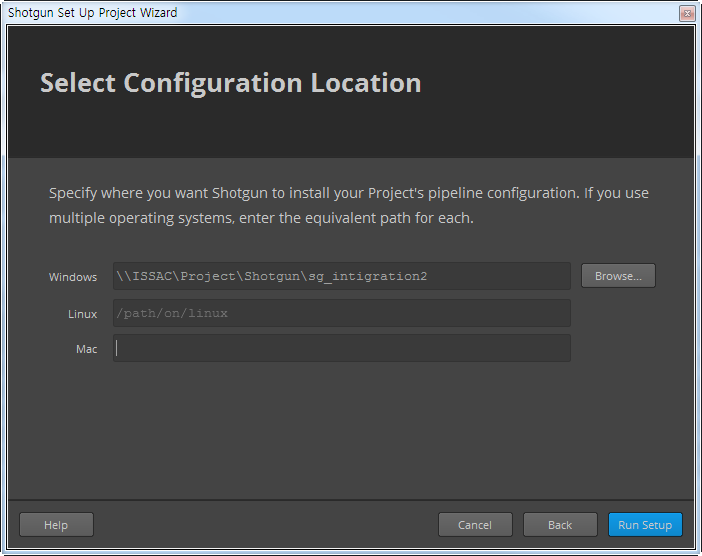 Shotgun Set Up Project Wizard
Select Configuration Location
Specify where you want Shotgun to install your Project's pipeline configuration. If you use
multiple operating systems, enter the equivalent path for each.
Windows \\ISSAC\Project\Shotgun\sg_intigration2 Browse...
Linux /path/on/linux
Mac
Help Cancel Back Run Setup